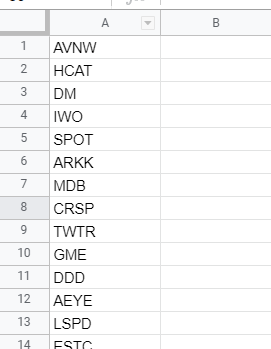 A B
1 AVNW
2 HCAT
3 DM
4 IWO
5 SPOT
6 ARKK
7 MDB
8 CRSP
9 TWTR
10 GME
11 DDD
12 AEYE
13 LSPD
14 ESTC